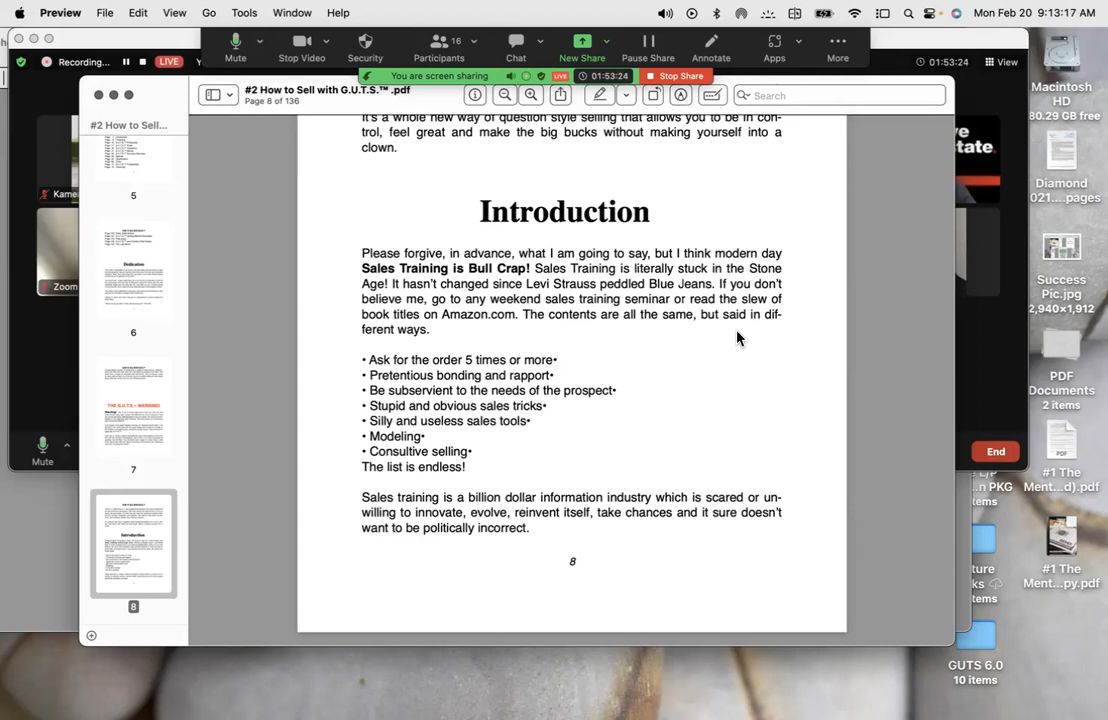 Preview File Edit View Go Tools Window Help Mon Feb 20 9:13:17 AM
Recording... LIVE 01:53:24 View
Mute Stop Video Security Participants 16 Chat New Share Pause Share Annotate Apps More
You are screen sharing LIVE 01:53:24 Stop Share
#2 How to Sell with G.U.T.S.™ .pdf
Page 8 of 136
Search
#2 How to Sell...
5
Dedication
6
THE G.U.T.S.™ WARNING!
7
Introduction
8
It's a whole new way of question style selling that allows you to be in con-
trol, feel great and make the big bucks without making yourself into a
clown.
Introduction
Please forgive, in advance, what I am going to say, but I think modern day
Sales Training is Bull Crap! Sales Training is literally stuck in the Stone
Age! It hasn't changed since Levi Strauss peddled Blue Jeans. If you don't
believe me, go to any weekend sales training seminar or read the slew of
book titles on Amazon.com. The contents are all the same, but said in dif-
ferent ways.
• Ask for the order 5 times or more•
• Pretentious bonding and rapport•
• Be subservient to the needs of the prospect•
• Stupid and obvious sales tricks•
• Silly and useless sales tools•
• Modeling•
• Consultive selling•
The list is endless!
Sales training is a billion dollar information industry which is scared or un-
willing to innovate, evolve, reinvent itself, take chances and it sure doesn't
want to be politically incorrect.
8
Kame
Zoom
Mute
End
Macintosh
HD
80.29 GB free
Diamond
021....pages
Success
Pic.jpg
2,940×1,912
PDF
Documents
2 items
#1 The
Ment...d).pdf
#1 The
Ment...py.pdf
n PKG
GUTS 6.0
10 items